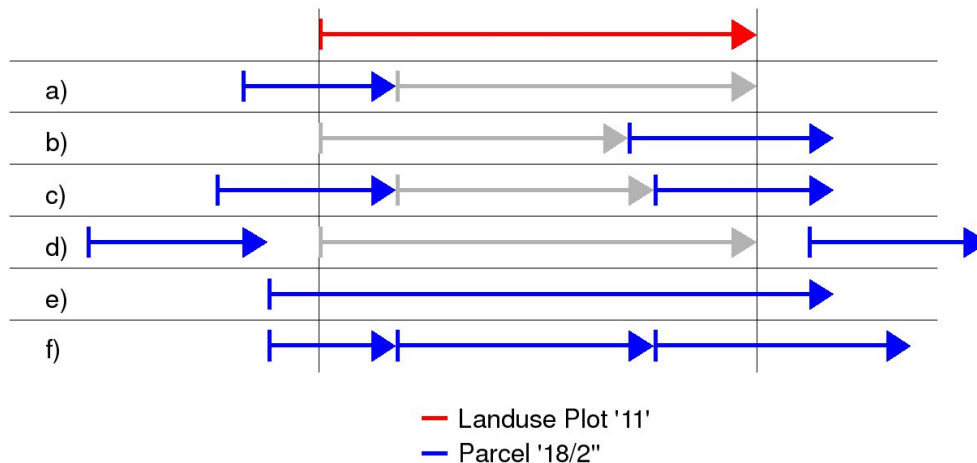 a)
b)
c)
d)
e)
f)
Landuse Plot '11'
Parcel '18/2"